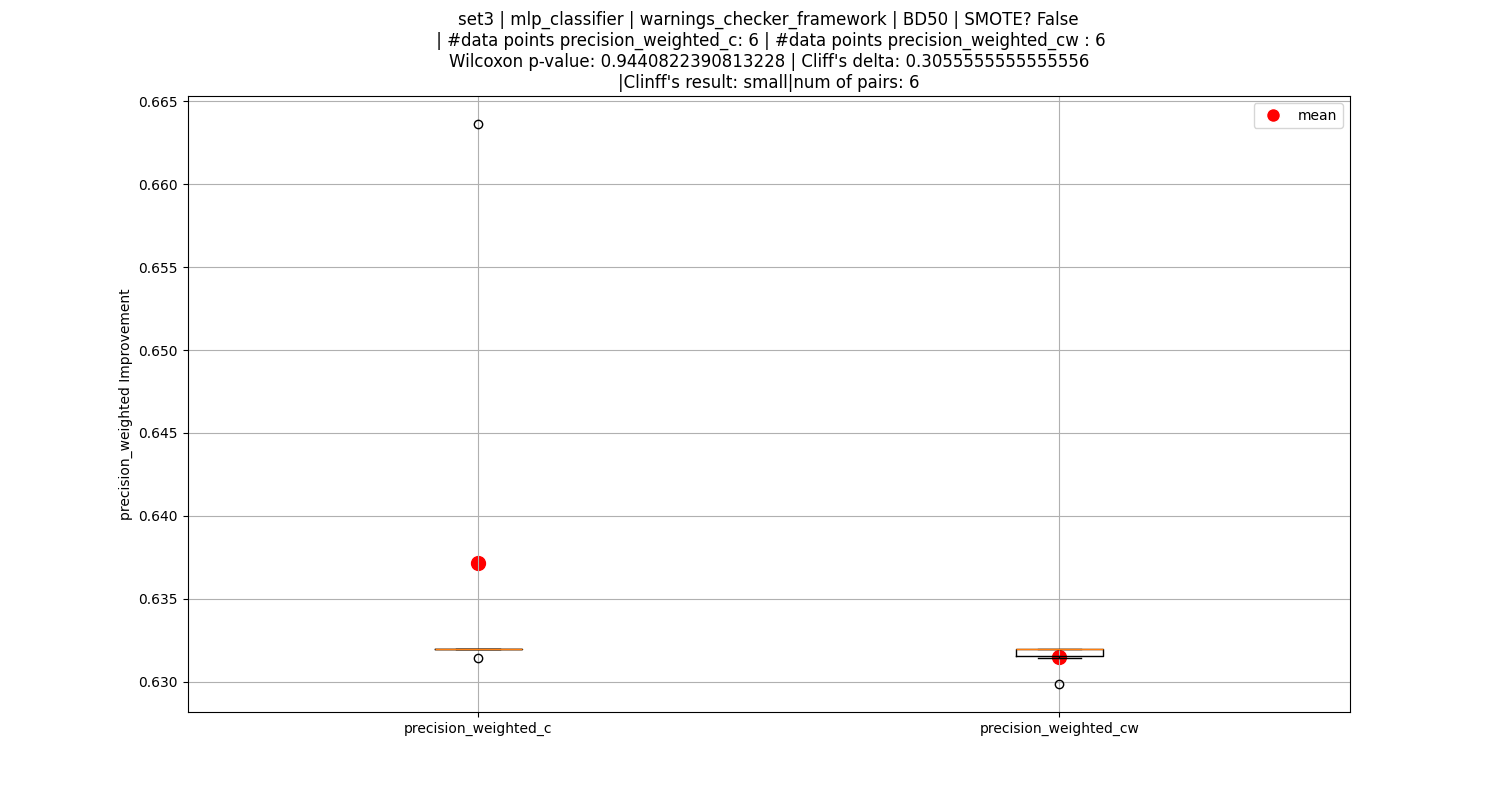 set3 | mlp_classifier | warnings_checker_framework | BD50 | SMOTE? False
| #data points precision_weighted_c: 6 | #data points precision_weighted_cw : 6
Wilcoxon p-value: 0.9440822390813228 | Cliff's delta: 0.3055555555555556
|Clinff's result: small|num of pairs: 6
mean
precision_weighted Improvement
0.665
0.660
0.655
0.650
0.645
0.640
0.635
0.630
precision_weighted_c
precision_weighted_cw